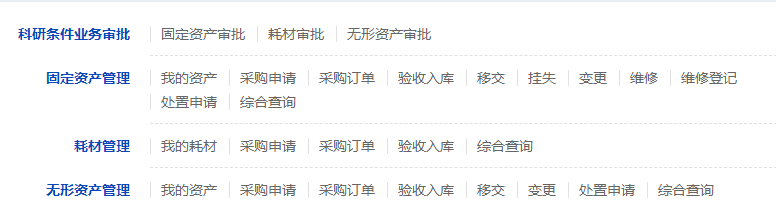 科研条件业务审批 固定资产审批 耗材审批 无形资产审批
固定资产管理 我的资产 采购申请 采购订单 验收入库 移交 挂失 变更 维修 维修登记
处置申请 综合查询
耗材管理 我的耗材 采购申请 采购订单 验收入库 综合查询
无形资产管理 我的资产 采购申请 采购订单 验收入库 移交 变更 处置申请 综合查询